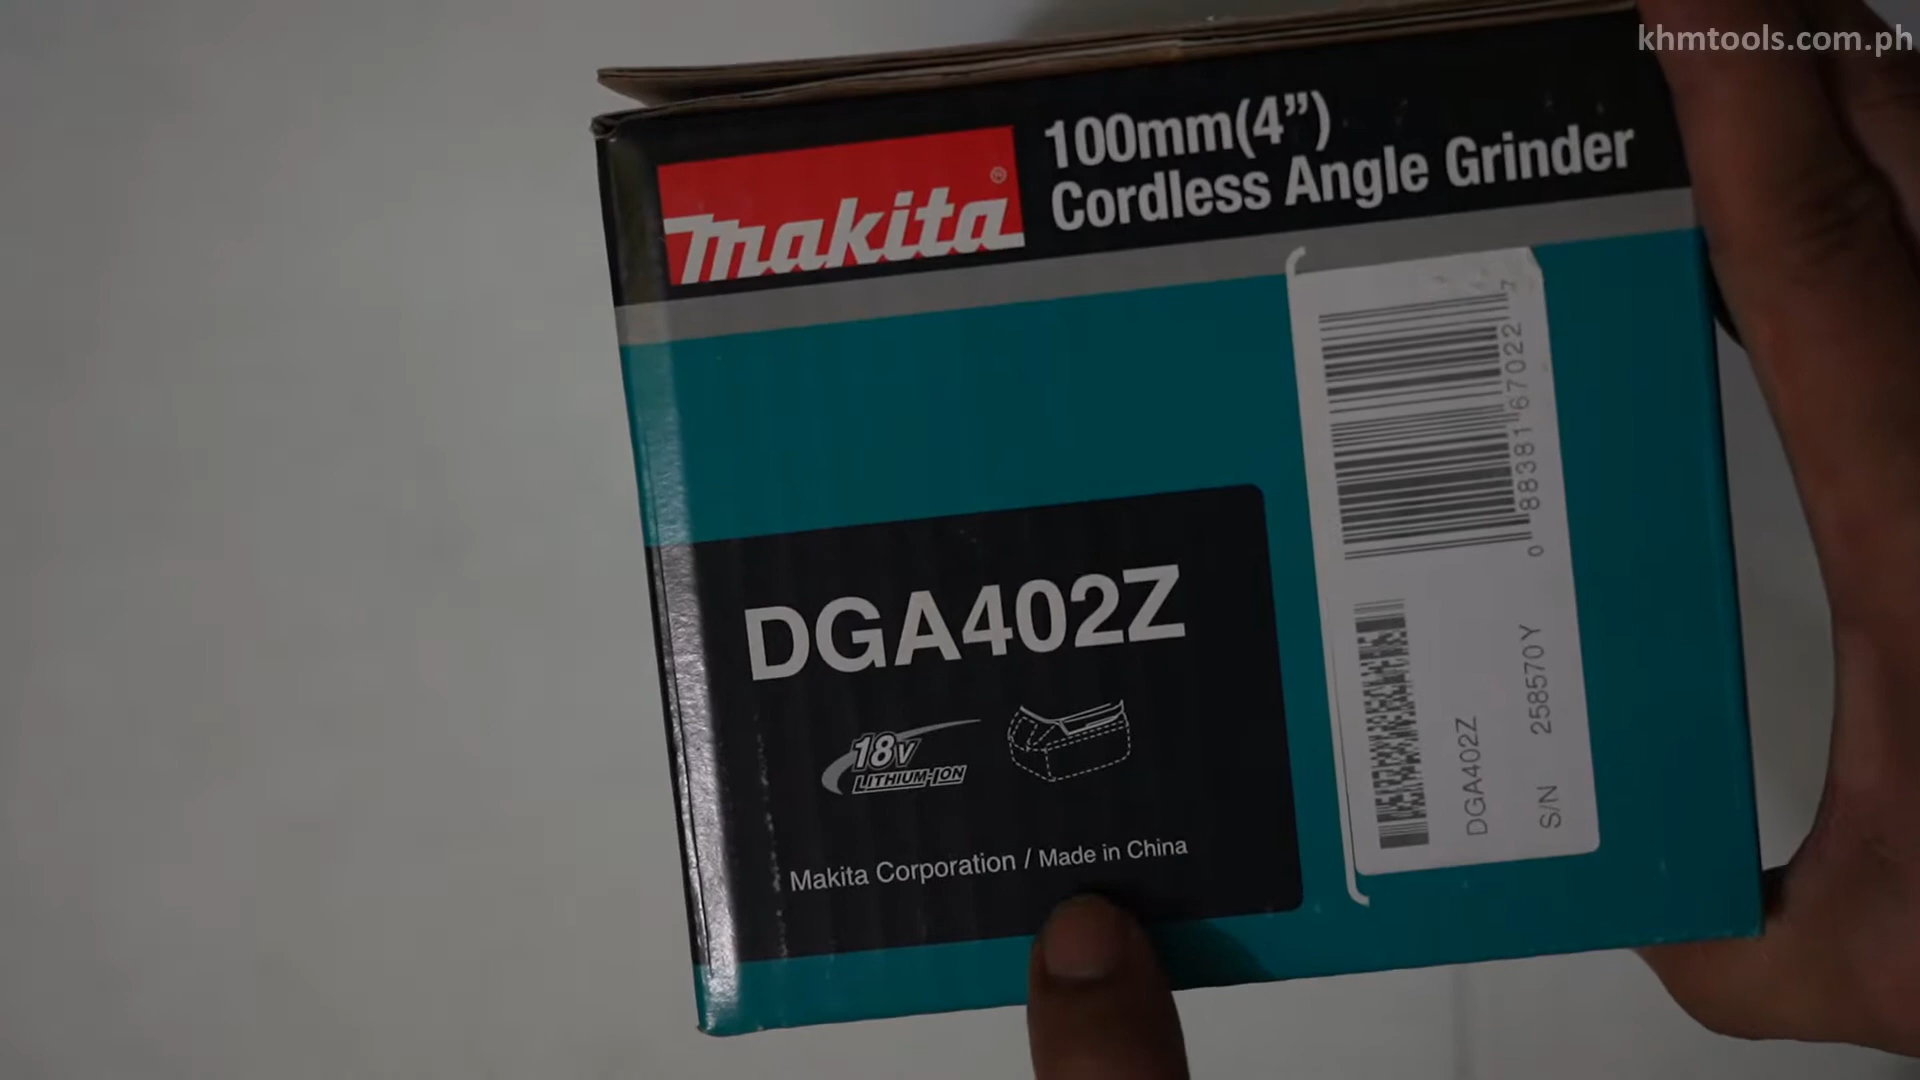 khmtools.com.ph
makita®
100mm(4”)
Cordless Angle Grinder
0 88381 67022 7
DGA402Z
18V
LITHIUM-ION
Makita Corporation / Made in China
DGA402Z
S/N 258570Y